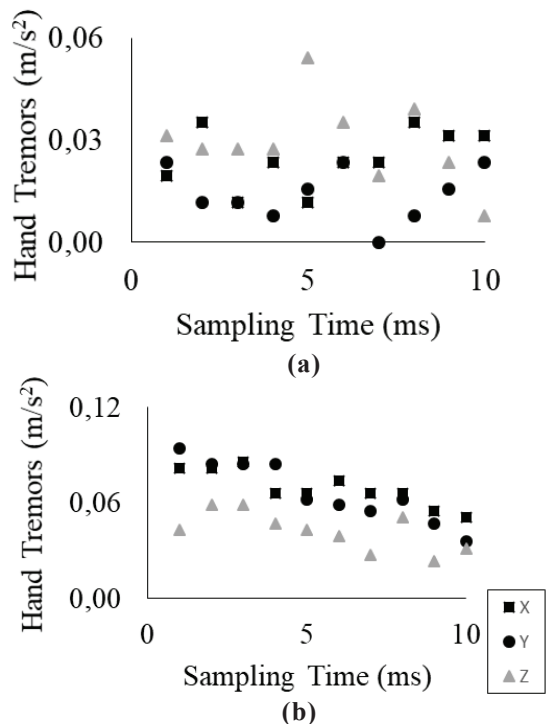 Hand Tremors (m/s²)
0,06
0,03
0,00
0 5 10
Sampling Time (ms)
(a)
Hand Tremors (m/s²)
0,12
0,06
0,00
0 5 10
Sampling Time (ms)
(b)
X
Y
Z